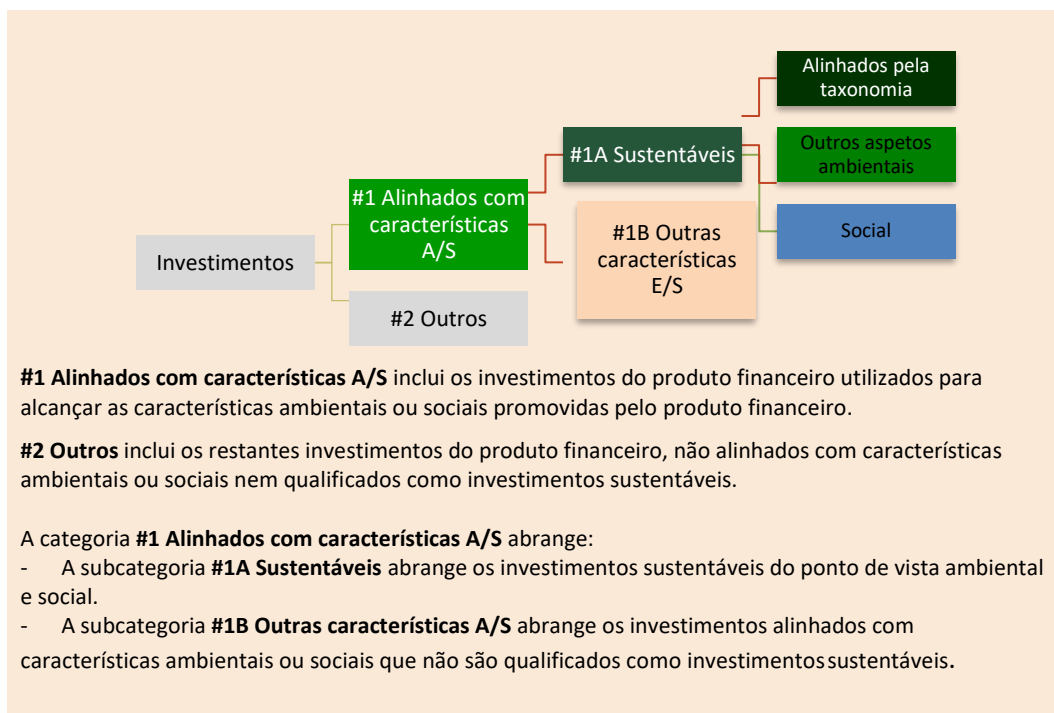 Alinhados pela
taxonomia
#1A Sustentáveis
Outros aspetos
ambientais
#1 Alinhados com
características
A/S
#1B Outras
características
E/S
Social
Investimentos
#2 Outros
#1 Alinhados com características A/S inclui os investimentos do produto financeiro utilizados para
alcançar as características ambientais ou sociais promovidas pelo produto financeiro.
#2 Outros inclui os restantes investimentos do produto financeiro, não alinhados com características
ambientais ou sociais nem qualificados como investimentos sustentáveis.
A categoria #1 Alinhados com características A/S abrange:
- A subcategoria #1A Sustentáveis abrange os investimentos sustentáveis do ponto de vista ambiental
e social.
- A subcategoria #1B Outras características A/S abrange os investimentos alinhados com
características ambientais ou sociais que não são qualificados como investimentos sustentáveis.